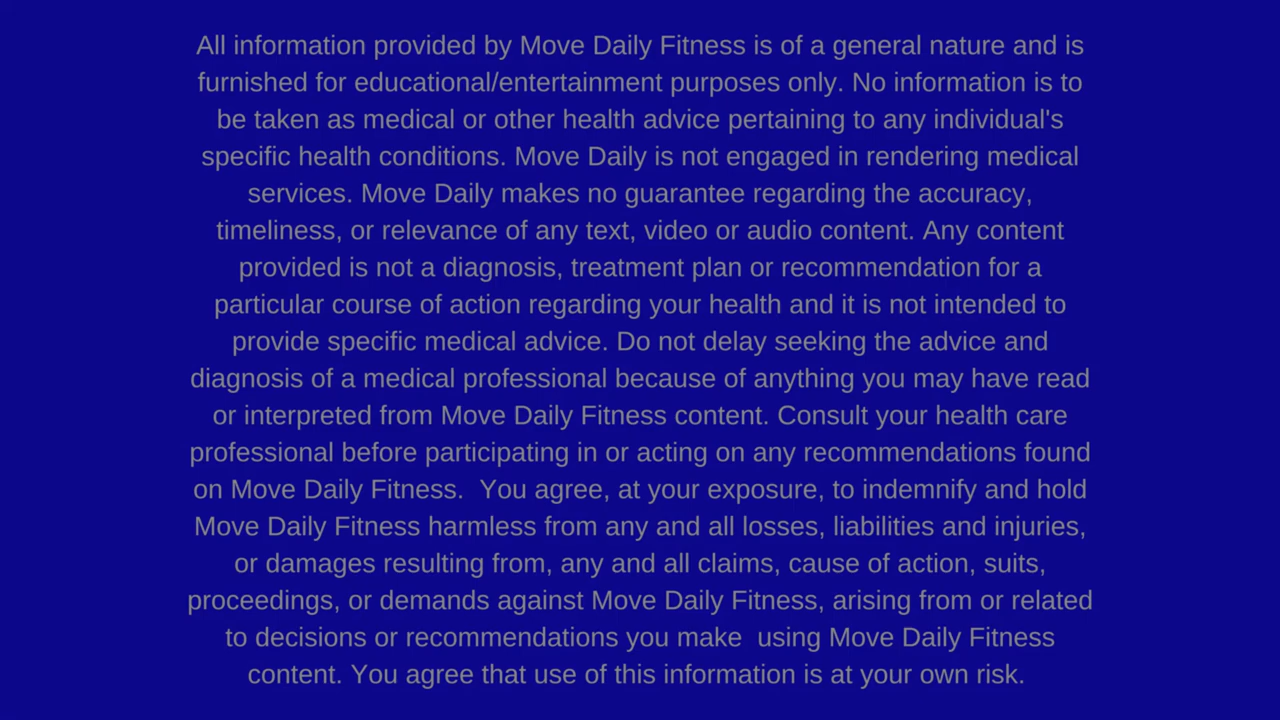 All information provided by Move Daily Fitness is of a general nature and is
furnished for educational/entertainment purposes only. No information is to
be taken as medical or other health advice pertaining to any individual's
specific health conditions. Move Daily is not engaged in rendering medical
services. Move Daily makes no guarantee regarding the accuracy,
timeliness, or relevance of any text, video or audio content. Any content
provided is not a diagnosis, treatment plan or recommendation for a
particular course of action regarding your health and it is not intended to
provide specific medical advice. Do not delay seeking the advice and
diagnosis of a medical professional because of anything you may have read
or interpreted from Move Daily Fitness content. Consult your health care
professional before participating in or acting on any recommendations found
on Move Daily Fitness.  You agree, at your exposure, to indemnify and hold
Move Daily Fitness harmless from any and all losses, liabilities and injuries,
or damages resulting from, any and all claims, cause of action, suits,
proceedings, or demands against Move Daily Fitness, arising from or related
to decisions or recommendations you make  using Move Daily Fitness
content. You agree that use of this information is at your own risk.